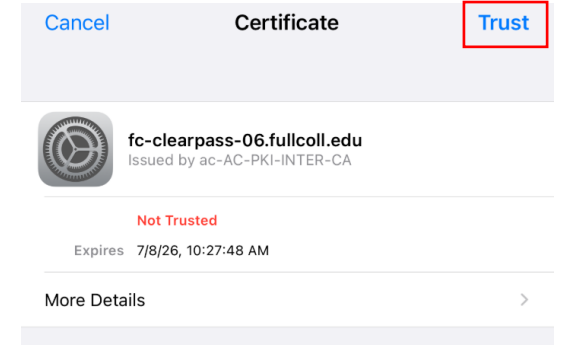 Cancel Certificate Trust
fc-clearpass-06.fullcoll.edu
Issued by ac-AC-PKI-INTER-CA
Not Trusted
Expires 7/8/26, 10:27:48 AM
More Details